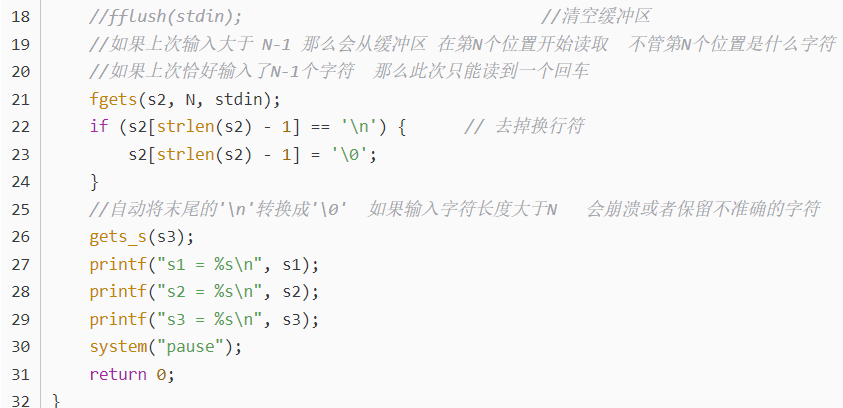 18 //fflush(stdin); //清空缓冲区
19 //如果上次输入大于 N-1 那么会从缓冲区 在第N个位置开始读取 不管第N个位置是什么字符
20 //如果上次恰好输入了N-1个字符 那么此次只能读到一个回车
21 fgets(s2, N, stdin);
22 if (s2[strlen(s2) - 1] == '\n') { // 去掉换行符
23 s2[strlen(s2) - 1] = '\0';
24 }
25 //自动将末尾的'\n'转换成'\0' 如果输入字符长度大于N 会崩溃或者保留不准确的字符
26 gets_s(s3);
27 printf("s1 = %s\n", s1);
28 printf("s2 = %s\n", s2);
29 printf("s3 = %s\n", s3);
30 system("pause");
31 return 0;
32 }